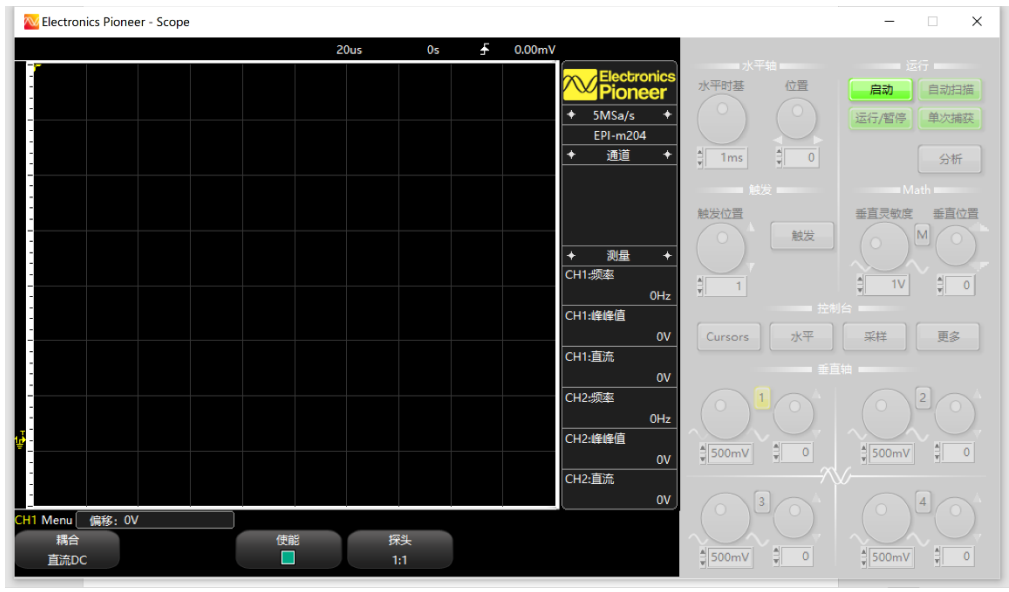 Electronics Pioneer - Scope
20us 0s 0.00mV
Electronics
Pioneer
5MSa/s
EPI-m204
通道
测量
CH1:频率
0Hz
CH1:峰峰值
0V
CH1:直流
0V
CH2:频率
0Hz
CH2:峰峰值
0V
CH2:直流
0V
CH1 Menu 偏移: 0V
耦合
直流DC
使能
探头
1:1
水平轴
水平时基 位置
1ms 0
运行
启动 自动扫描
运行/暂停 单次捕获
分析
触发
触发位置
触发
1
Math
垂直灵敏度 垂直位置
M
1V 0
控制台
Cursors 水平 采样 更多
垂直轴
1 2
500mV 0 500mV 0
3 4
500mV 0 500mV 0